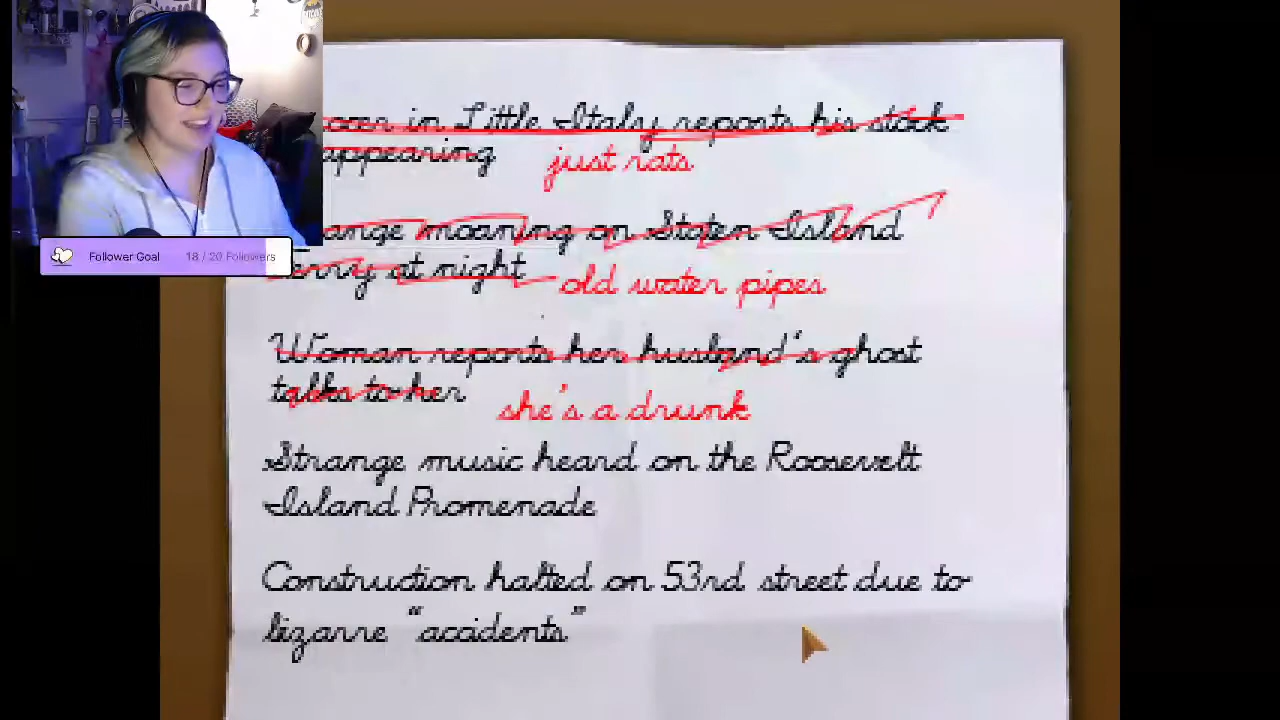 in Little Italy reports his stock
appearing just rats
moaning on Staten Island
at night old water pipes
Follower Goal 18 / 20 Followers
Woman reports her husband's ghost
talks to her she's a drunk
Strange music heard on the Roosevelt
Island Promenade
Construction halted on 53rd street due to
bizarre "accidents"